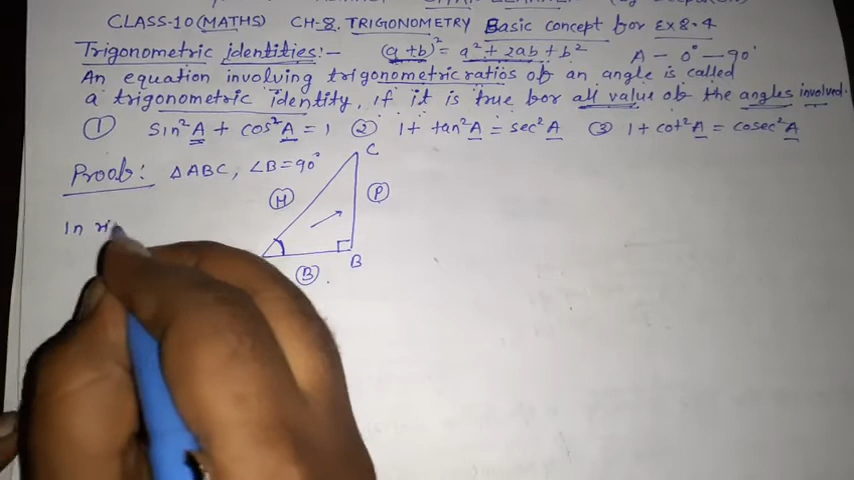 CLASS-10 (MATHS) CH-8. TRIGONOMETRY Basic concept for EX 8.4
Trigonometric identities:- (a+b)² = a² + 2ab + b² A - 0° - 90°
An equation involving trigonometric ratios of an angle is called
a trigonometric identity, if it is true for all value of the angles involved.
① sin²A + cos²A = 1 ② 1 + tan²A = sec²A ③ 1 + cot²A = cosec²A
Proof: △ABC, ∠B = 90°
C
H
P
In ri
B
B